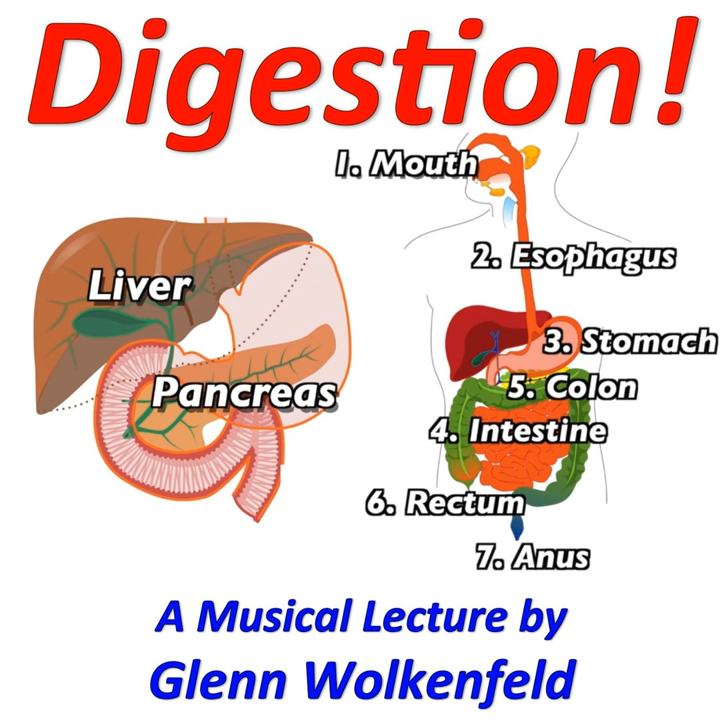 Digestion!
1. Mouth
2. Esophagus
Liver
3. Stomach
Pancreas
5. Colon
4. Intestine
6. Rectum
7. Anus
A Musical Lecture by
Glenn Wolkenfeld